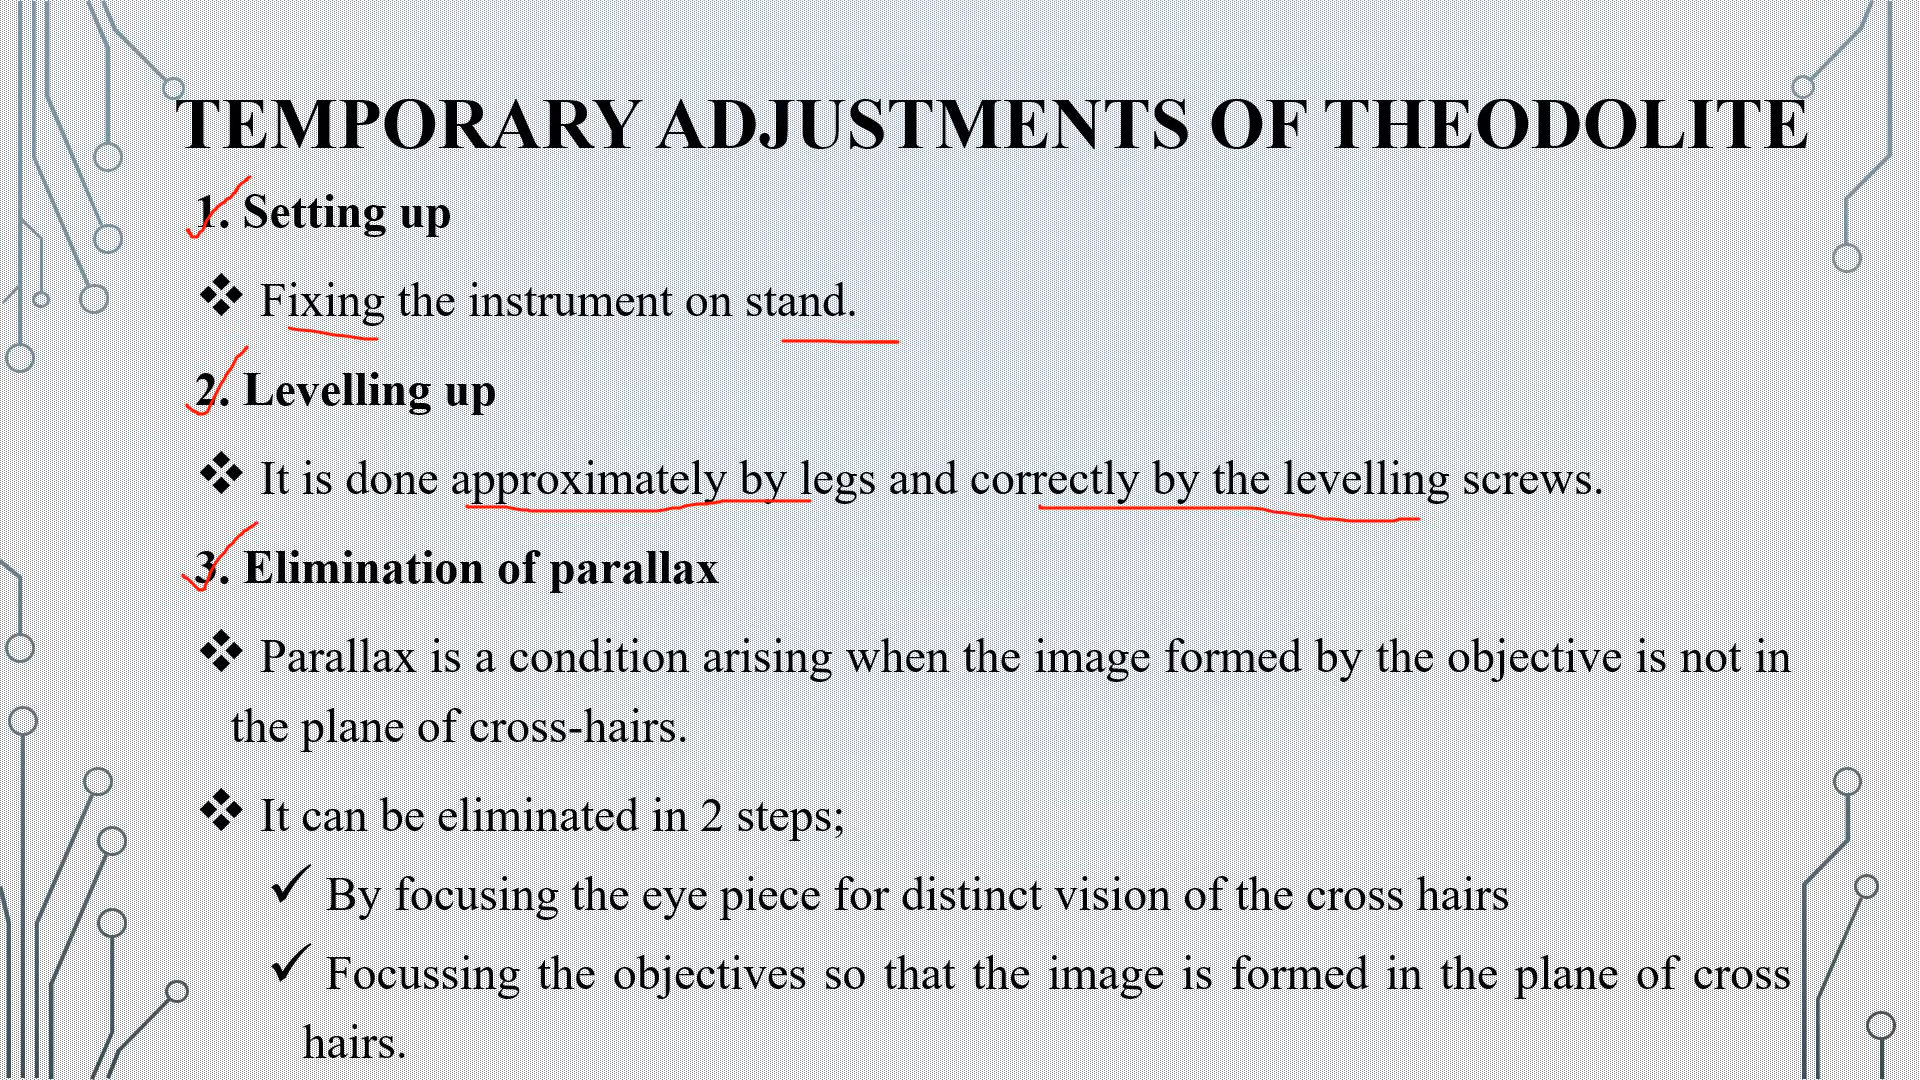 TEMPORARY ADJUSTMENTS OF THEODOLITE
1. Setting up
❖ Fixing the instrument on stand.
2. Levelling up
❖ It is done approximately by legs and correctly by the levelling screws.
3. Elimination of parallax
❖ Parallax is a condition arising when the image formed by the objective is not in
the plane of cross-hairs.
❖ It can be eliminated in 2 steps;
✓ By focusing the eye piece for distinct vision of the cross hairs
✓ Focussing the objectives so that the image is formed in the plane of cross
hairs.